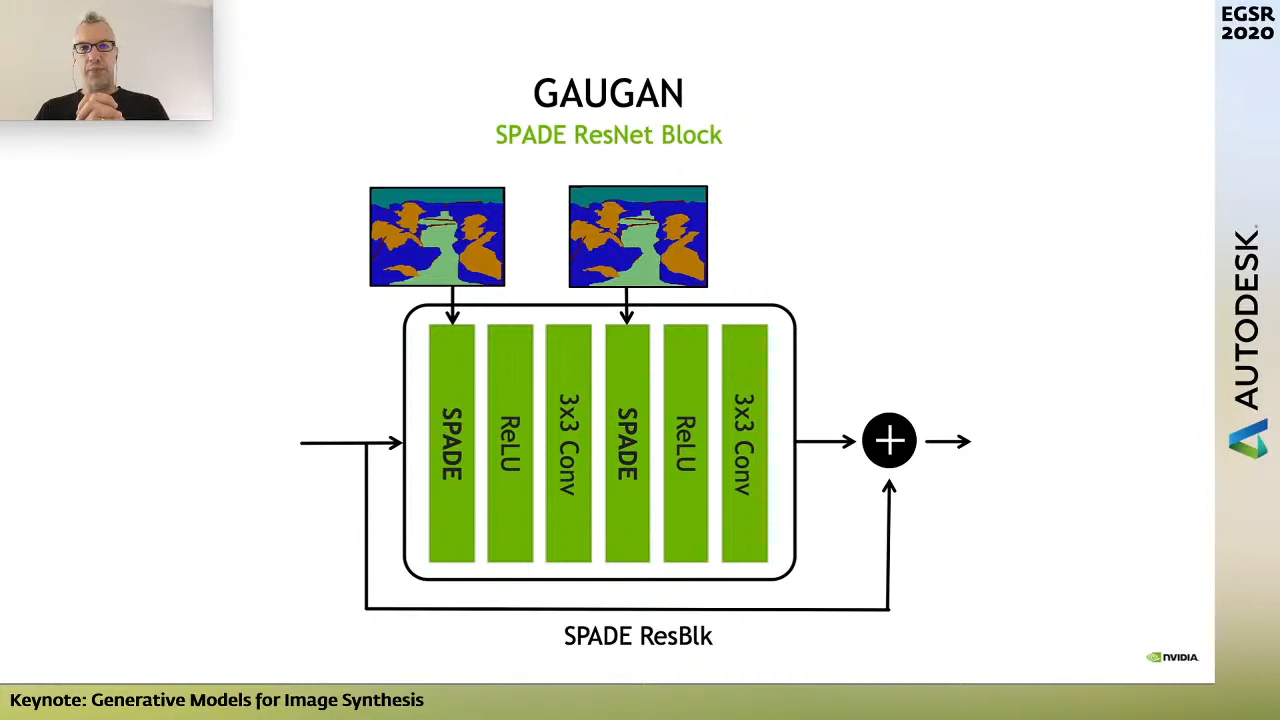 EGSR
2020
GAUGAN
SPADE ResNet Block
SPADE
ReLU
3x3 Conv
SPADE
ReLU
3x3 Conv
SPADE ResBlk
AUTODESK
NVIDIA
Keynote: Generative Models for Image Synthesis